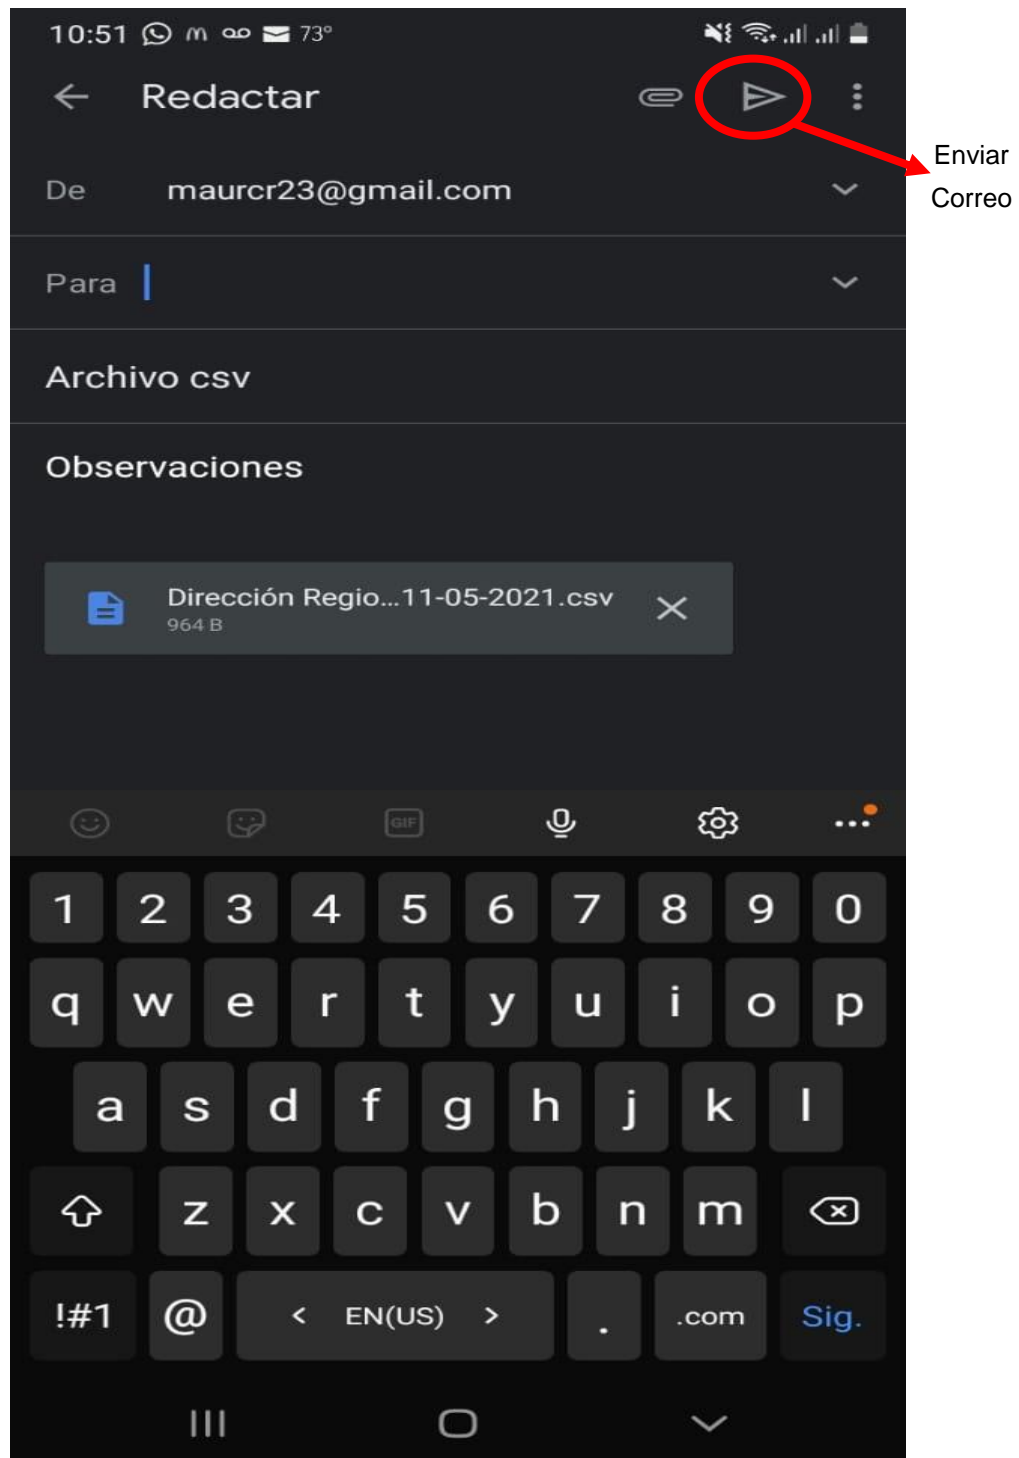 10:51 73°
Redactar
Enviar
Correo
De maurcr23@gmail.com
Para
Archivo csv
Observaciones
Dirección Regio...11-05-2021.csv
964 B
GIF
1 2 3 4 5 6 7 8 9 0
q w e r t y u i o p
a s d f g h j k l
z x c v b n m
!#1 @ < EN(US) > . .com Sig.